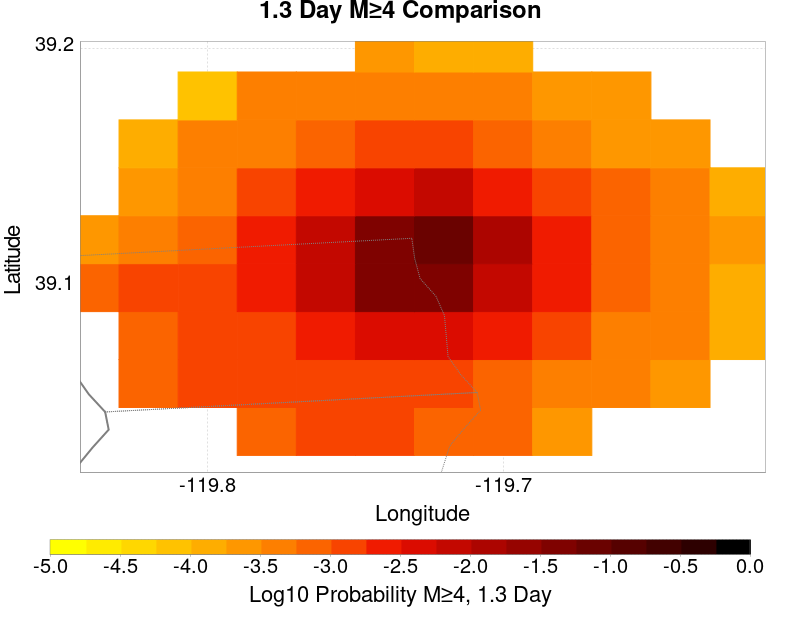 1.3 Day M≥4 Comparison
39.2
39.1
Latitude
-119.8 -119.7
Longitude
-5.0 -4.5 -4.0 -3.5 -3.0 -2.5 -2.0 -1.5 -1.0 -0.5 0.0
Log10 Probability M≥4, 1.3 Day